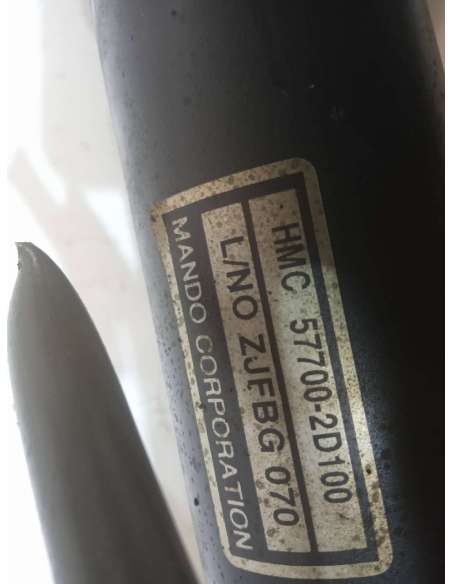 HMC 57700-2D100
L/NO ZJFBG 070
MANDO CORPORATION